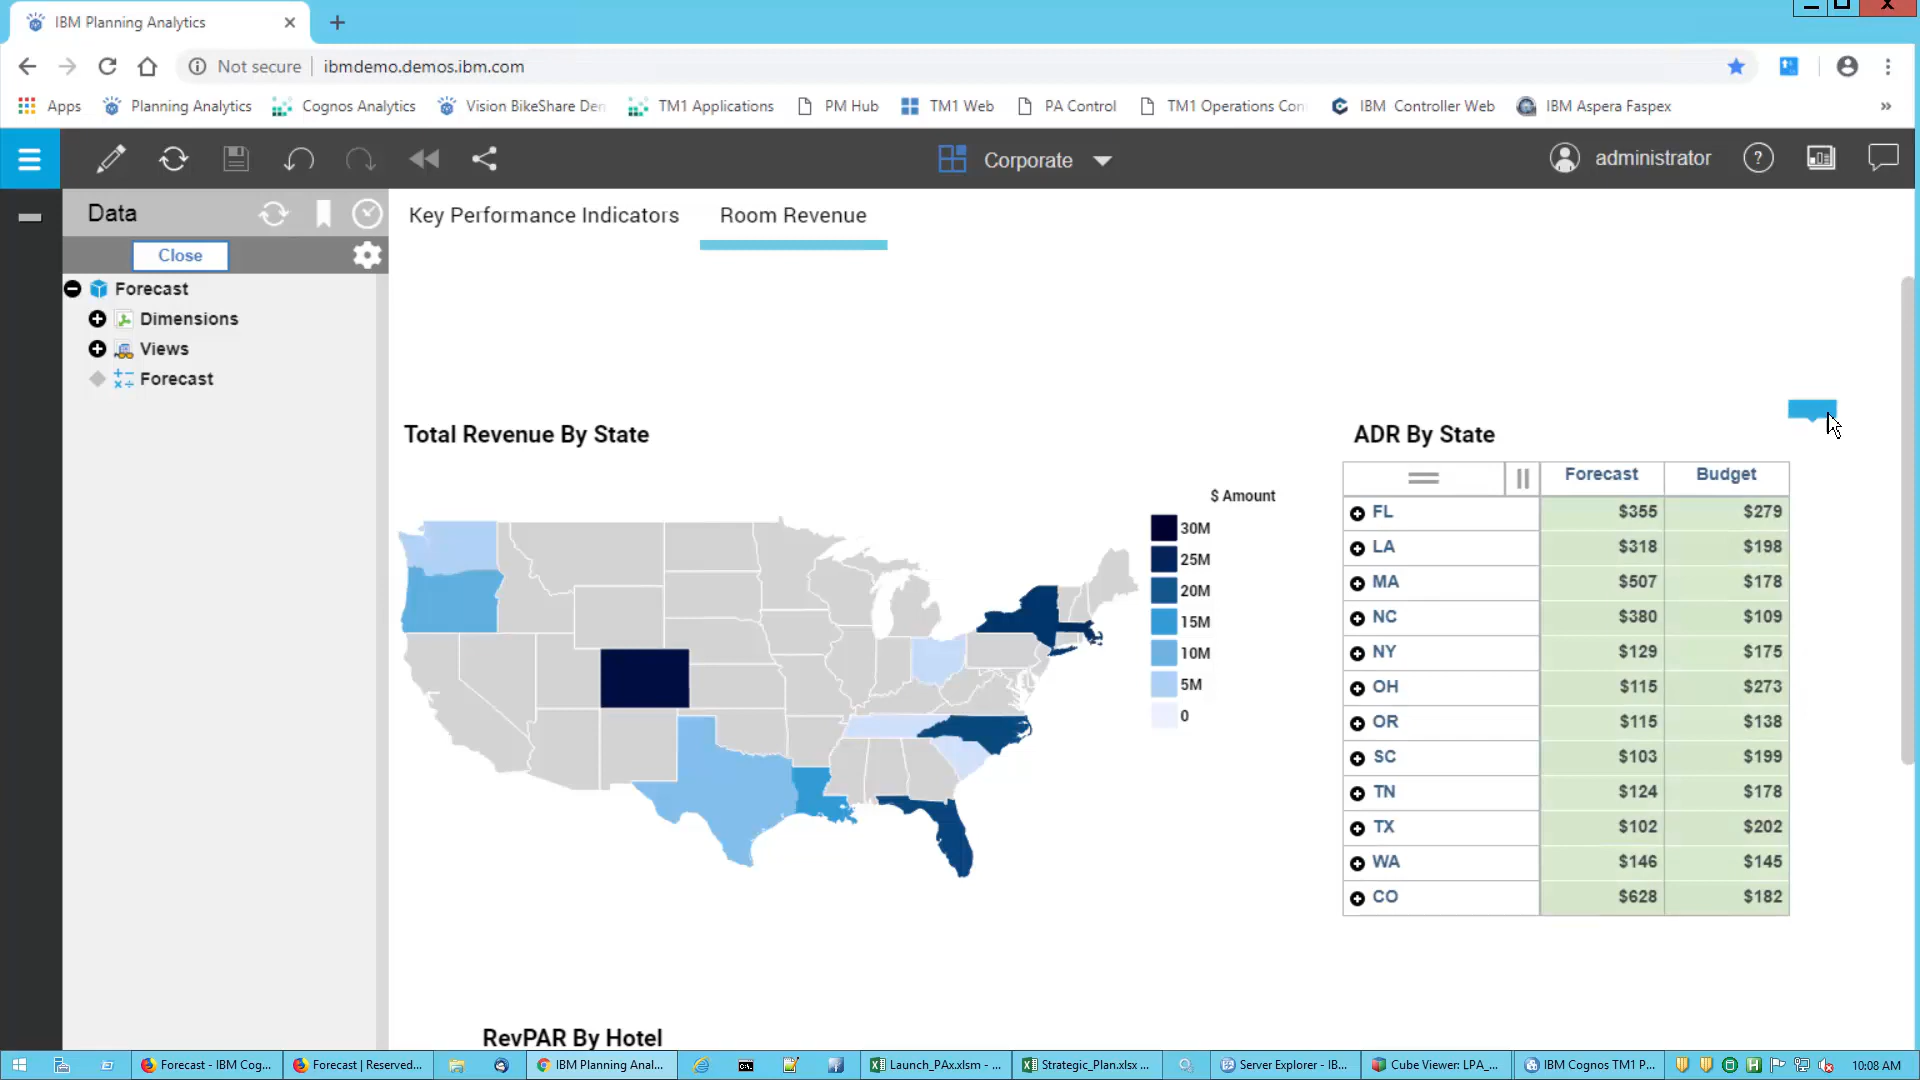 IBM Planning Analytics
Not secure | ibmdemo.demos.ibm.com
Apps Planning Analytics Cognos Analytics Vision BikeShare Den TM1 Applications PM Hub TM1 Web PA Control TM1 Operations Con IBM Controller Web IBM Aspera Faspex »
Corporate administrator ?
Data
Close
Forecast
Dimensions
Views
Forecast
Key Performance Indicators Room Revenue
Total Revenue By State
$ Amount
30M
25M
20M
15M
10M
5M
0
ADR By State
Forecast Budget
FL $355 $279
LA $318 $198
MA $507 $178
NC $380 $109
NY $129 $175
OH $115 $273
OR $115 $138
SC $103 $199
TN $124 $178
TX $102 $202
WA $146 $145
CO $628 $182
RevPAR By Hotel
Forecast - IBM Cog... Forecast | Reserved... IBM Planning Anal... Launch_PAx.xlsm - ... Strategic_Plan.xlsx ... Server Explorer - IB... Cube Viewer: LPA_... IBM Cognos TM1 P... 10:08 AM